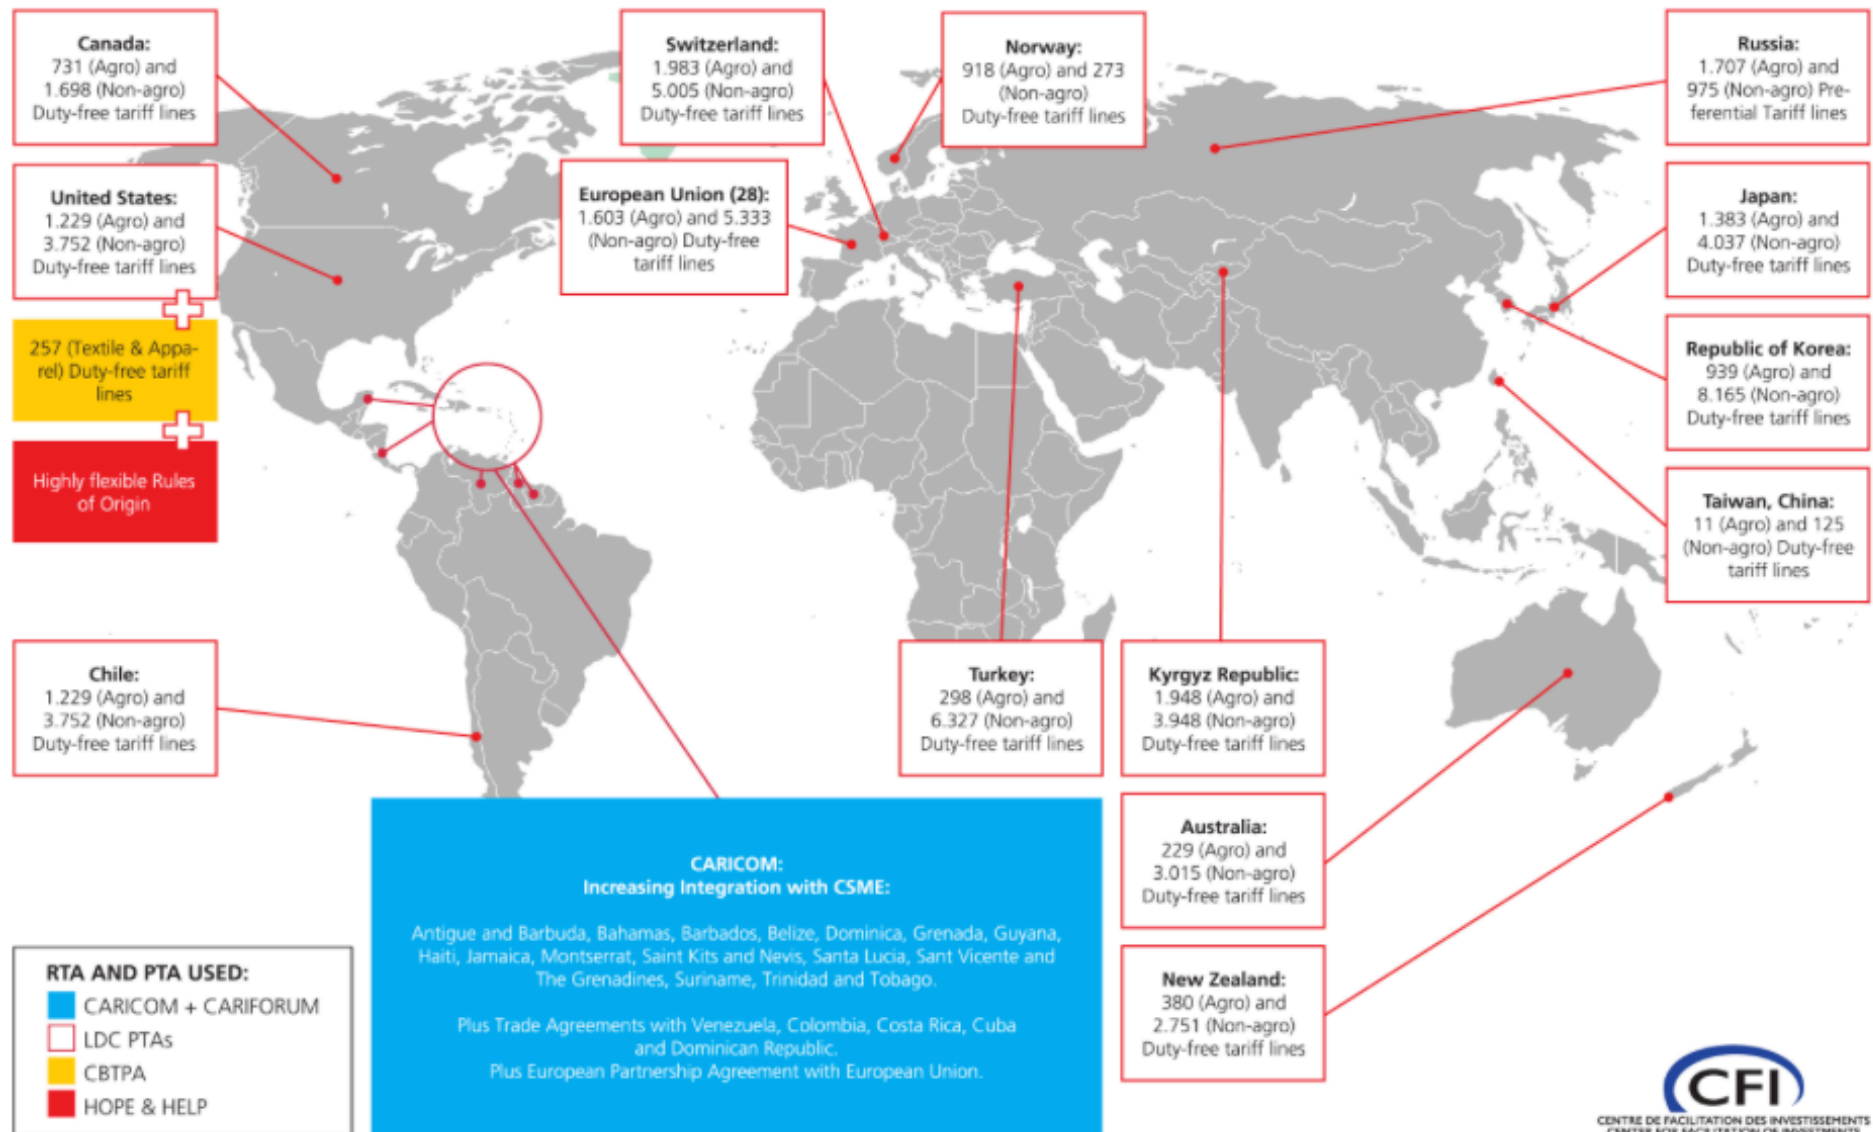 Canada:
731 (Agro) and
1.698 (Non-agro)
Duty-free tariff lines
Switzerland:
1.983 (Agro) and
5.005 (Non-agro)
Duty-free tariff lines
Norway:
918 (Agro) and 273
(Non-agro)
Duty-free tariff lines
Russia:
1.707 (Agro) and
975 (Non-agro) Pre-
ferential Tariff lines
United States:
1.229 (Agro) and
3.752 (Non-agro)
Duty-free tariff lines
European Union (28):
1.603 (Agro) and 5.333
(Non-agro) Duty-free
tariff lines
Japan:
1.383 (Agro) and
4.037 (Non-agro)
Duty-free tariff lines
257 (Textile & Appa-
rel) Duty-free tariff
lines
Republic of Korea:
939 (Agro) and
8.165 (Non-agro)
Duty-free tariff lines
Highly flexible Rules
of Origin
Taiwan, China:
11 (Agro) and 125
(Non-agro) Duty-free
tariff lines
Chile:
1.229 (Agro) and
3.752 (Non-agro)
Duty-free tariff lines
Turkey:
298 (Agro) and
6.327 (Non-agro)
Duty-free tariff lines
Kyrgyz Republic:
1.948 (Agro) and
3.948 (Non-agro)
Duty-free tariff lines
Australia:
229 (Agro) and
3.015 (Non-agro)
Duty-free tariff lines
CARICOM:
Increasing Integration with CSME:
Antigue and Barbuda, Bahamas, Barbados, Belize, Dominica, Grenada, Guyana,
Haiti, Jamaica, Montserrat, Saint Kits and Nevis, Santa Lucia, Sant Vicente and
The Grenadines, Suriname, Trinidad and Tobago.
Plus Trade Agreements with Venezuela, Colombia, Costa Rica, Cuba
and Dominican Republic.
Plus European Partnership Agreement with European Union.
New Zealand:
380 (Agro) and
2.751 (Non-agro)
Duty-free tariff lines
RTA AND PTA USED:
CARICOM + CARIFORUM
LDC PTAs
CBTPA
HOPE & HELP
CFI
CENTRE DE FACILITATION DES INVESTISSEMENTS
CENTER FOR FACILITATION OF INVESTMENTS